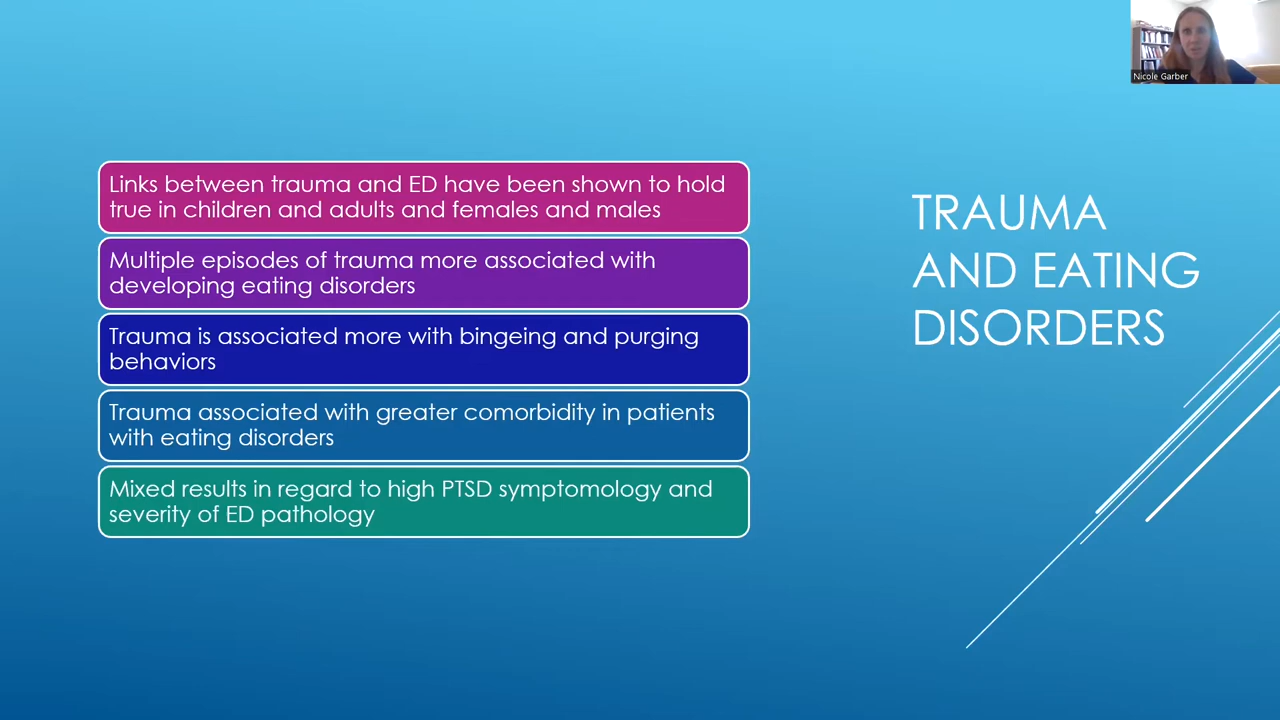 Nicole Garber
Links between trauma and ED have been shown to hold
true in children and adults and females and males
Multiple episodes of trauma more associated with
developing eating disorders
Trauma is associated more with bingeing and purging
behaviors
Trauma associated with greater comorbidity in patients
with eating disorders
Mixed results in regard to high PTSD symptomology and
severity of ED pathology
TRAUMA
AND EATING
DISORDERS